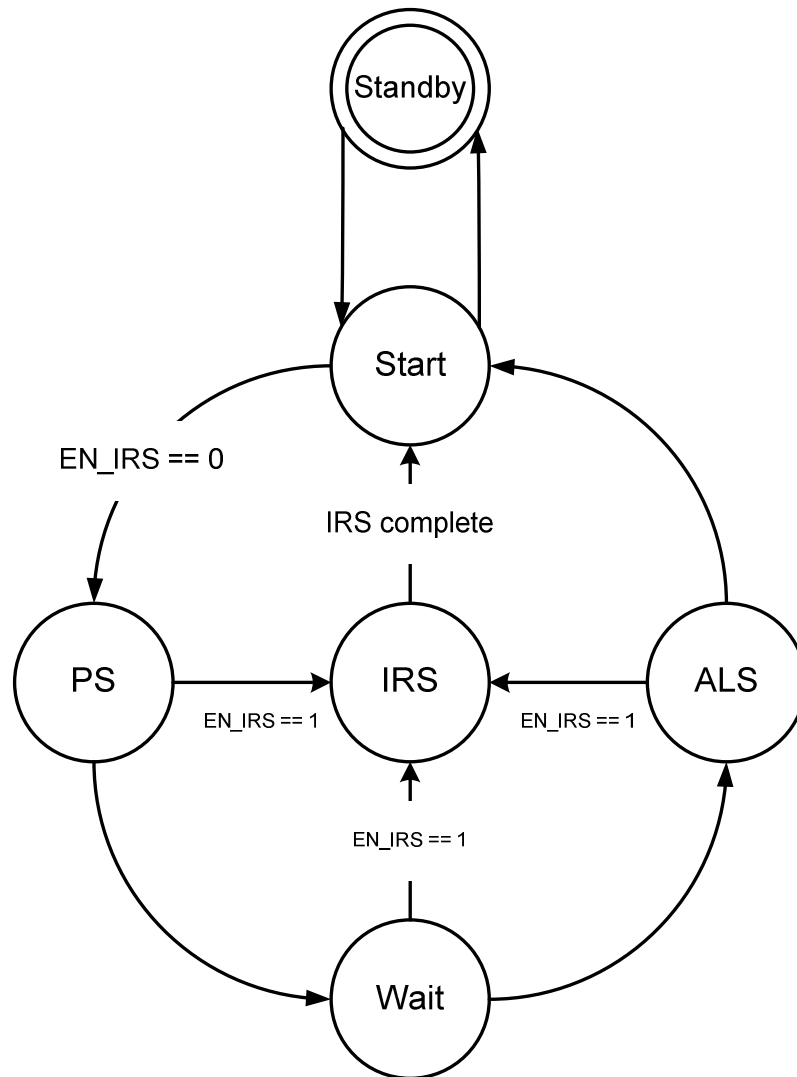 Standby
Start
EN_IRS == 0
IRS complete
PS
IRS
ALS
EN_IRS == 1
EN_IRS == 1
EN_IRS == 1
Wait